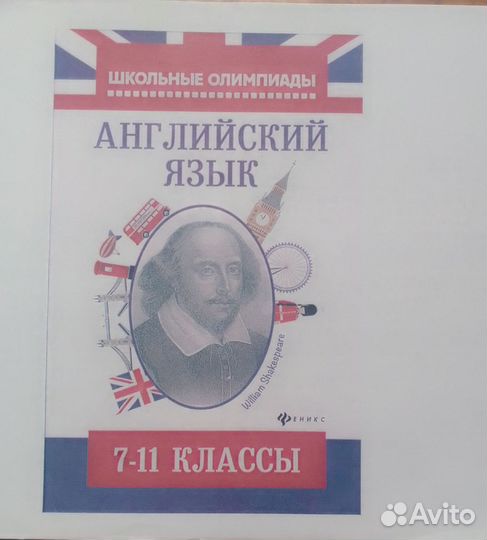 ШКОЛЬНЫЕ ОЛИМПИАДЫ
АНГЛИЙСКИЙ
ЯЗЫК
William Shakespeare
ФЕНИКС
7-11 КЛАССЫ
Avito